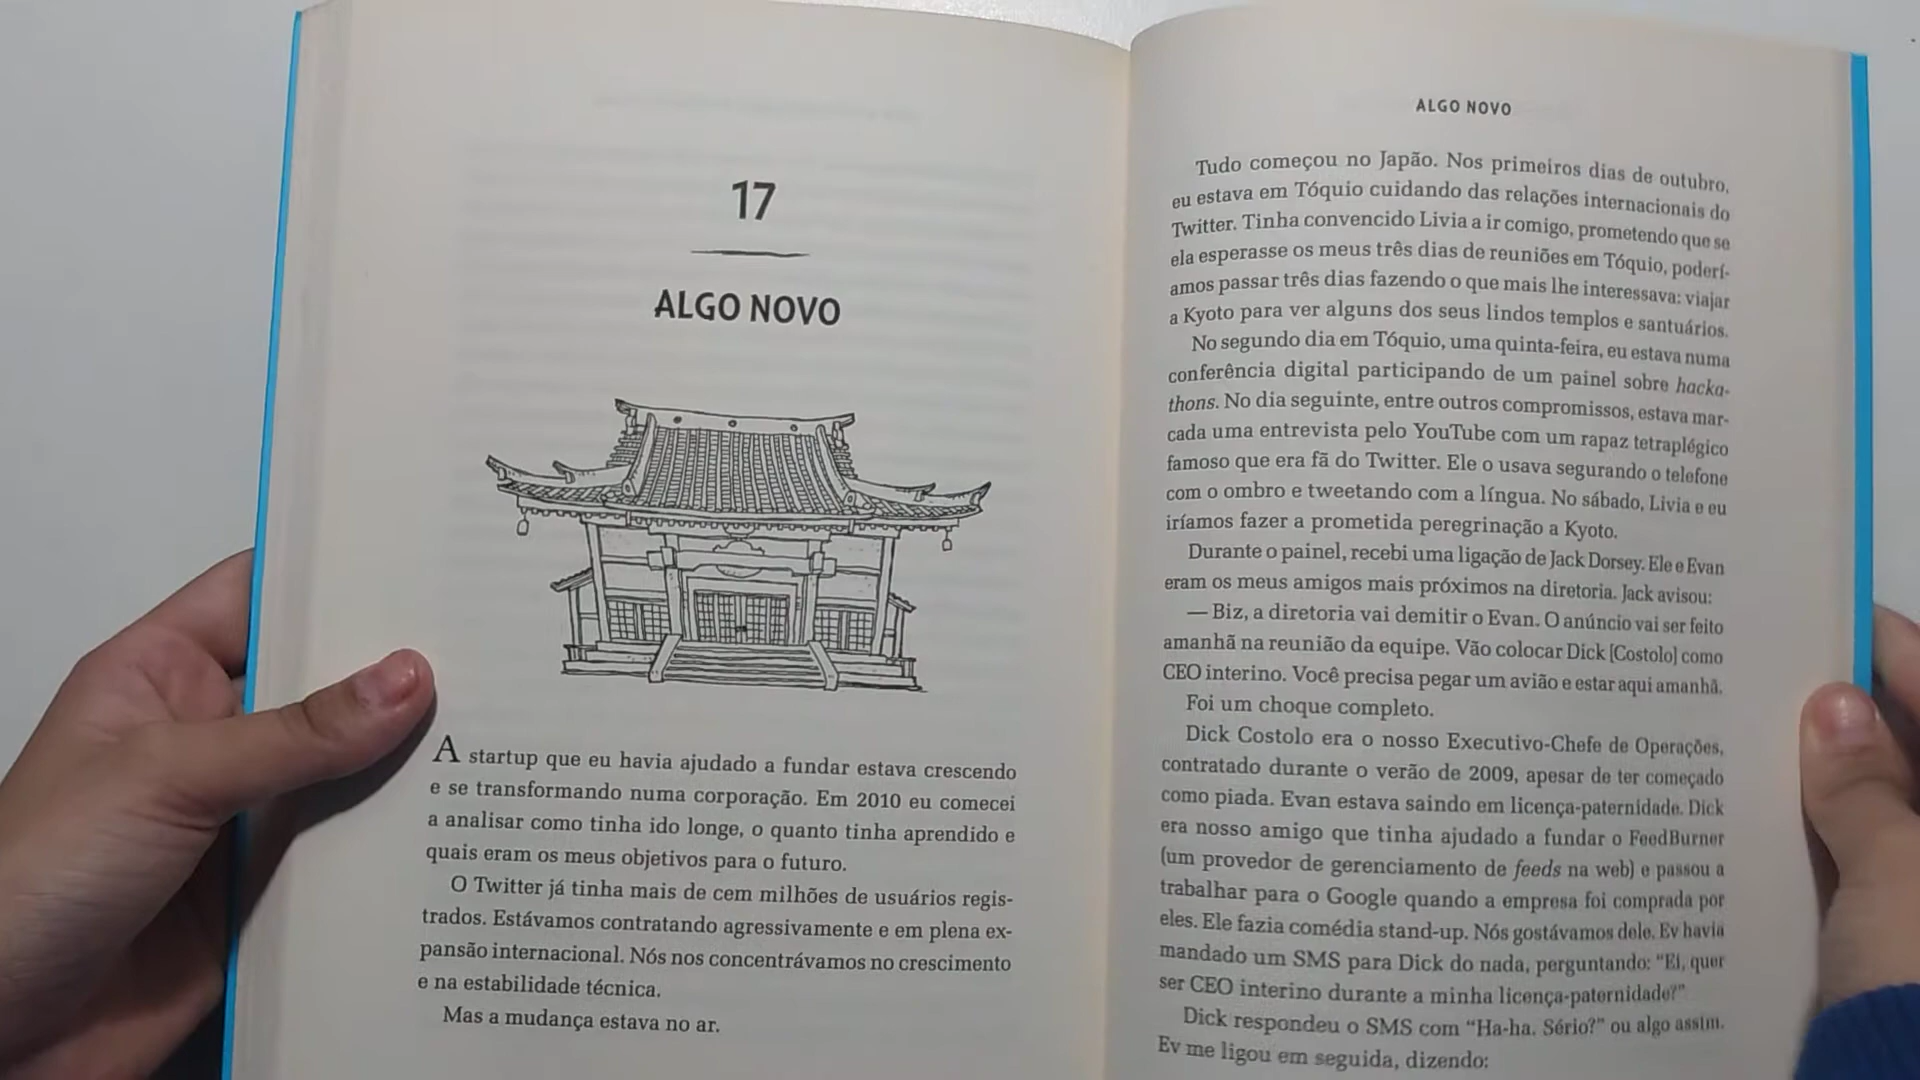 17
ALGO NOVO
A startup que eu havia ajudado a fundar estava crescendo
e se transformando numa corporação. Em 2010 eu comecei
a analisar como tinha ido longe, o quanto tinha aprendido e
quais eram os meus objetivos para o futuro.
O Twitter já tinha mais de cem milhões de usuários regis-
trados. Estávamos contratando agressivamente e em plena ex-
pansão internacional. Nós nos concentrávamos no crescimento
e na estabilidade técnica.
Mas a mudança estava no ar.
ALGO NOVO
Tudo começou no Japão. Nos primeiros dias de outubro,
eu estava em Tóquio cuidando das relações internacionais do
Twitter. Tinha convencido Livia a ir comigo, prometendo que se
ela esperasse os meus três dias de reuniões em Tóquio, poderí-
amos passar três dias fazendo o que mais lhe interessava: viajar
a Kyoto para ver alguns dos seus lindos templos e santuários.
No segundo dia em Tóquio, uma quinta-feira, eu estava numa
conferência digital participando de um painel sobre hacka-
thons. No dia seguinte, entre outros compromissos, estava mar-
cada uma entrevista pelo YouTube com um rapaz tetraplégico
famoso que era fã do Twitter. Ele o usava segurando o telefone
com o ombro e tweetando com a língua. No sábado, Livia e eu
iríamos fazer a prometida peregrinação a Kyoto.
Durante o painel, recebi uma ligação de Jack Dorsey. Ele e Evan
eram os meus amigos mais próximos na diretoria. Jack avisou:
— Biz, a diretoria vai demitir o Evan. O anúncio vai ser feito
amanhã na reunião da equipe. Vão colocar Dick [Costolo] como
CEO interino. Você precisa pegar um avião e estar aqui amanhã.
Foi um choque completo.
Dick Costolo era o nosso Executivo-Chefe de Operações,
contratado durante o verão de 2009, apesar de ter começado
como piada. Evan estava saindo em licença-paternidade. Dick
era nosso amigo que tinha ajudado a fundar o FeedBurner
(um provedor de gerenciamento de feeds na web) e passou a
trabalhar para o Google quando a empresa foi comprada por
eles. Ele fazia comédia stand-up. Nós gostávamos dele. Ev havia
mandado um SMS para Dick do nada, perguntando: “Ei, quer
ser CEO interino durante a minha licença-paternidade?”
Dick respondeu o SMS com “Ha-ha. Sério?” ou algo assim.
Ev me ligou em seguida, dizendo: